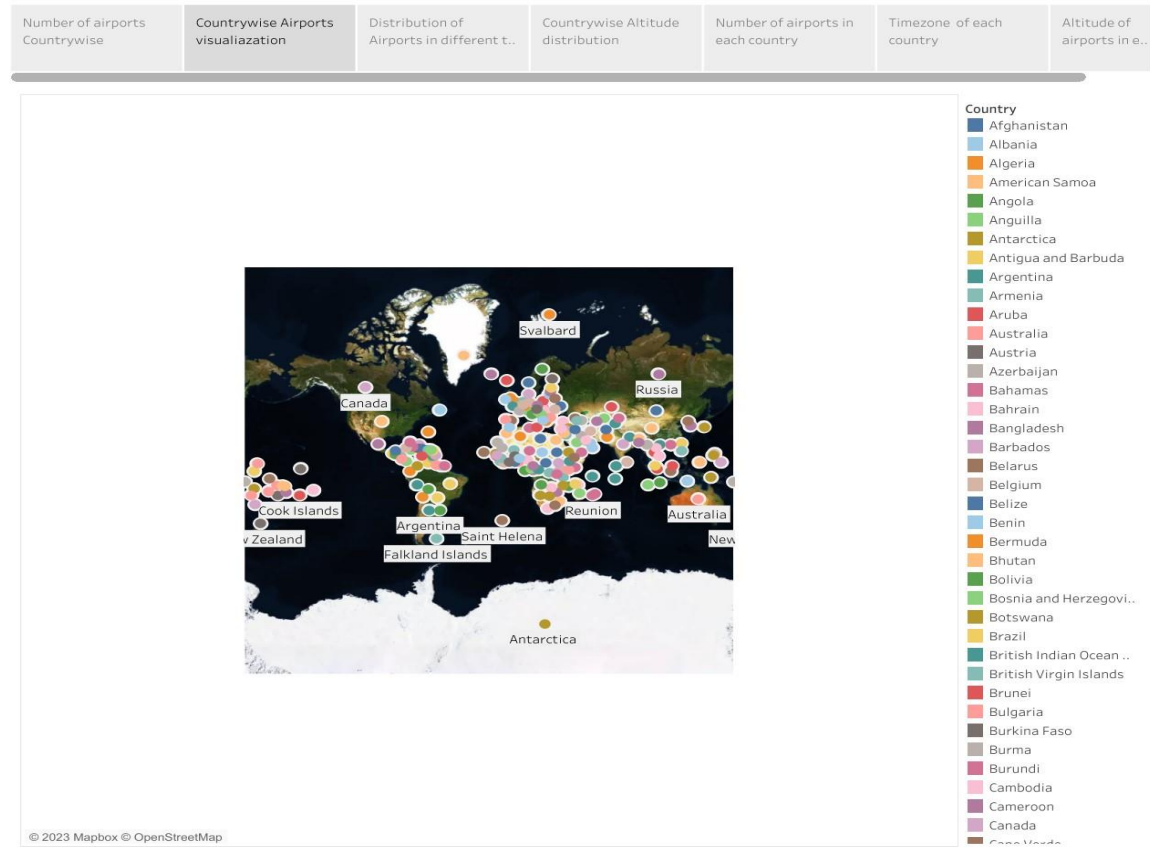 Number of airports
Countrywise
Countrywise Airports
visualiazation
Distribution of
Airports in different t..
Countrywise Altitude
distribution
Number of airports in
each country
Timezone of each
country
Altitude of
airports in e..
Svalbard
Canada
Russia
Cook Islands
Reunion
Australia
Argentina
Saint Helena
w Zealand
New
Falkland Islands
Antarctica
© 2023 Mapbox © OpenStreetMap
Country
Afghanistan
Albania
Algeria
American Samoa
Angola
Anguilla
Antarctica
Antigua and Barbuda
Argentina
Armenia
Aruba
Australia
Austria
Azerbaijan
Bahamas
Bahrain
Bangladesh
Barbados
Belarus
Belgium
Belize
Benin
Bermuda
Bhutan
Bolivia
Bosnia and Herzegovi..
Botswana
Brazil
British Indian Ocean ..
British Virgin Islands
Brunei
Bulgaria
Burkina Faso
Burma
Burundi
Cambodia
Cameroon
Canada
Cape Verde